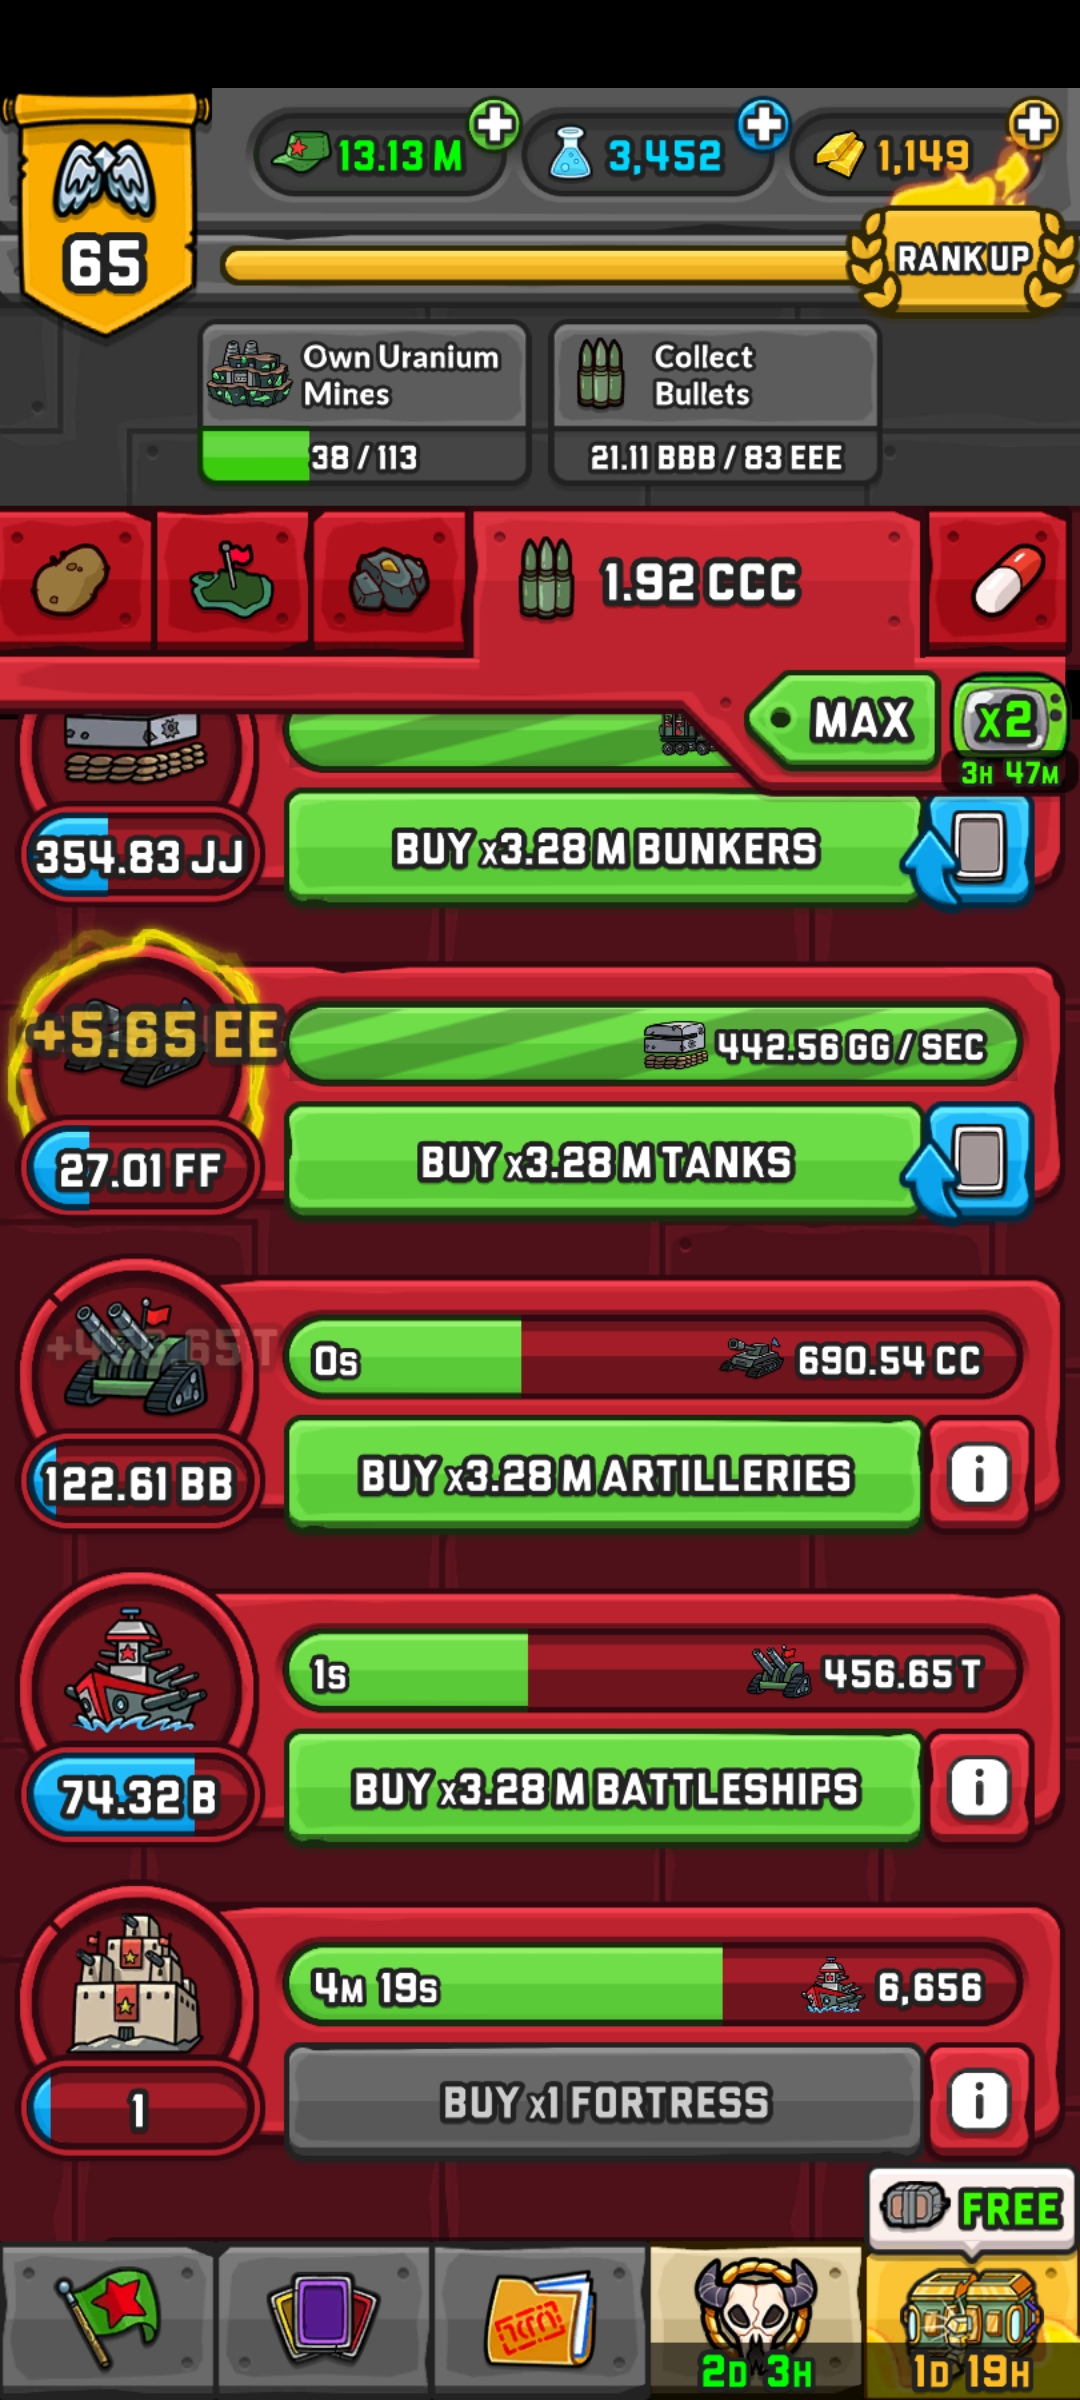 13.13 M
3,452
1,149
65
RANK UP
Own Uranium
Mines
38 / 113
Collect
Bullets
21.11 BBB / 83 EEE
1.92 CCC
MAX
x2
3H 47M
354.83 JJ
BUY x3.28 M BUNKERS
+5.65 EE
442.56 GG / SEC
27.01 FF
BUY x3.28 M TANKS
+456.65 T
0s
690.54 CC
122.61 BB
BUY x3.28 M ARTILLERIES
1s
456.65 T
74.32 B
BUY x3.28 M BATTLESHIPS
4M 19s
6,656
1
BUY x1 FORTRESS
FREE
2D 3H
1D 19H